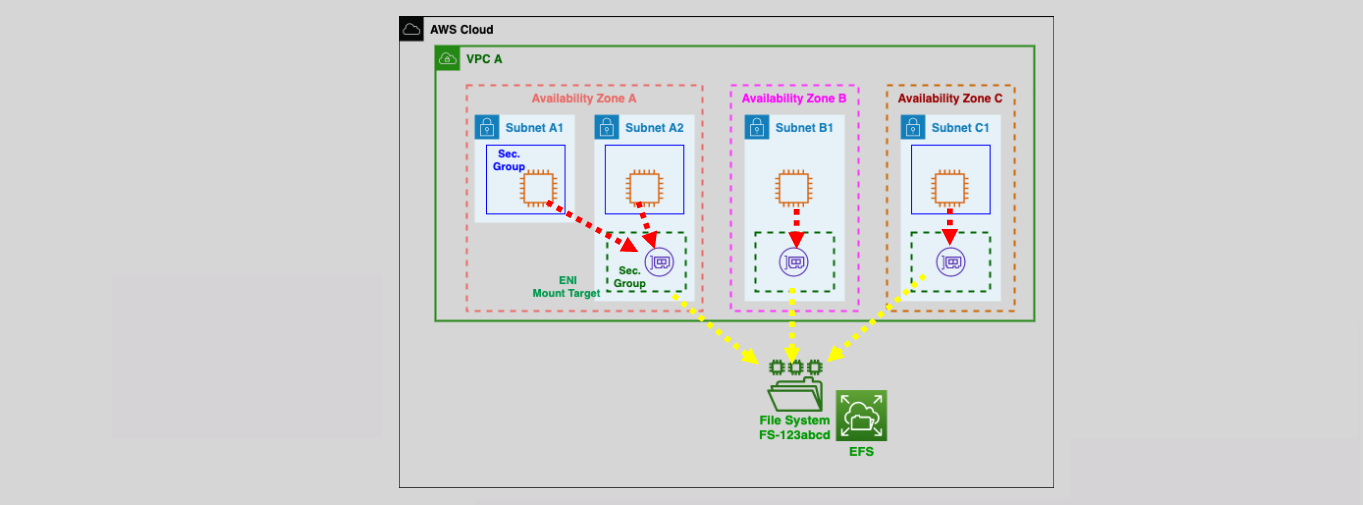 AWS Cloud
VPC A
Availability Zone A
Availability Zone B
Availability Zone C
Subnet A1
Subnet A2
Subnet B1
Subnet C1
Sec.
Group
Sec.
Group
ENI
Mount Target
File System
FS-123abcd
EFS